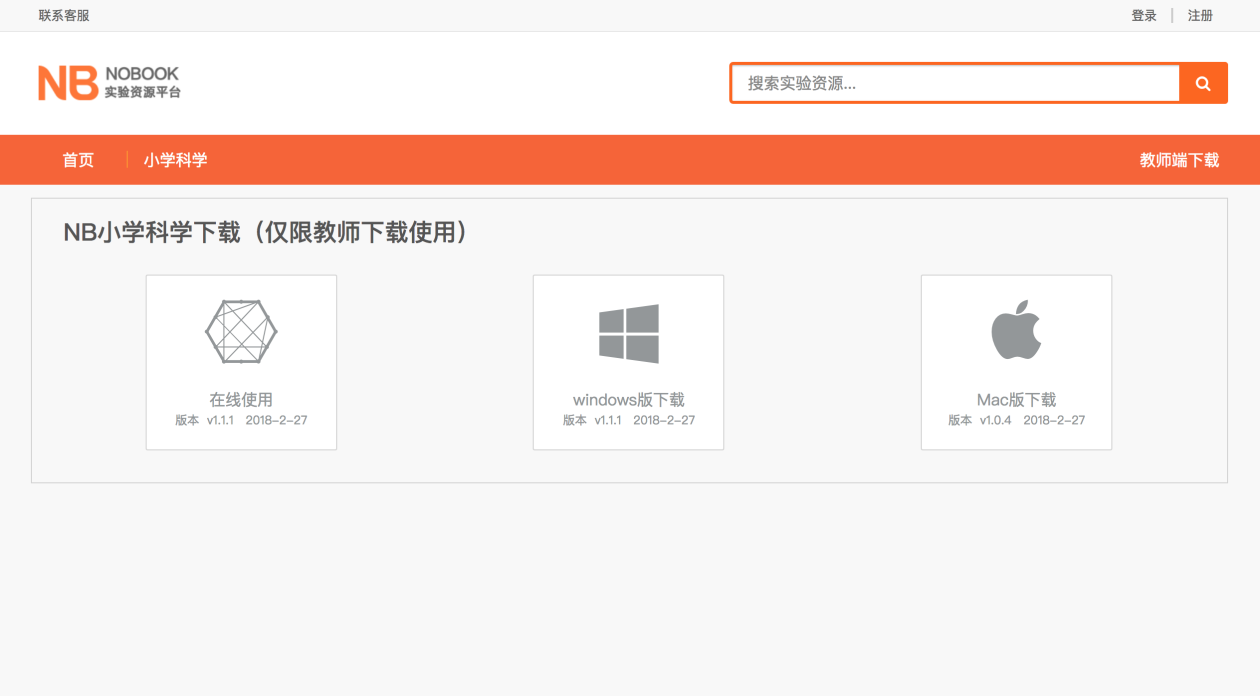 联系客服
登录 | 注册
NB NOBOOK
实验资源平台
搜索实验资源...
首页 小学科学 教师端下载
NB小学科学下载（仅限教师下载使用）
在线使用
版本 v1.1.1 2018-2-27
windows版下载
版本 v1.1.1 2018-2-27
Mac版下载
版本 v1.0.4 2018-2-27